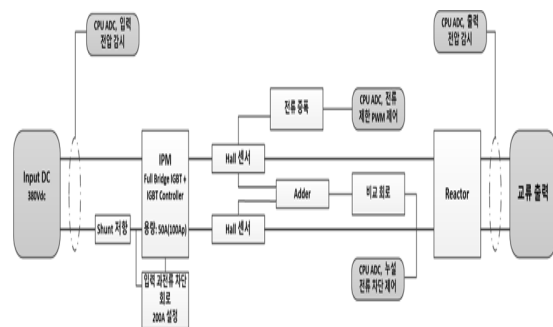 CPU ADC, 입력
전압 감시
CPU ADC, 출력
전압 감시
전류 증폭
CPU ADC, 전류
제한 PWM 제어
Input DC
380Vdc
IPM
Full Bridge IGBT +
IGBT Controller
용량: 50A(100Ap)
Hall 센서
Adder
비교 회로
Reactor
교류 출력
Shunt 저항
Hall 센서
입력 과전류 차단
회로
200A 설정
CPU ADC, 누설
전류 차단 제어